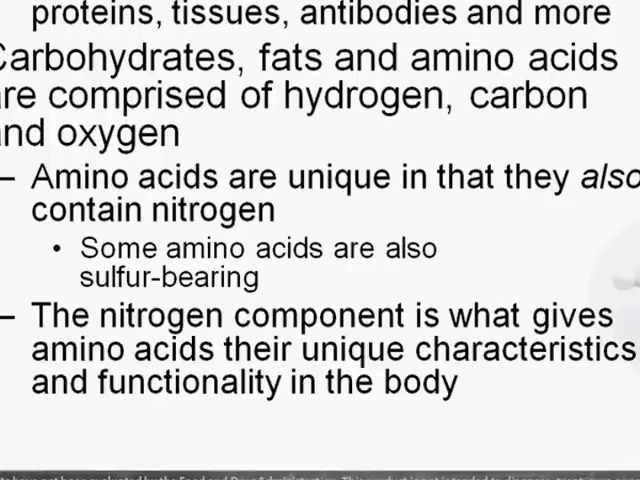 proteins, tissues, antibodies and more
Carbohydrates, fats and amino acids
are comprised of hydrogen, carbon
and oxygen
– Amino acids are unique in that they also
contain nitrogen
• Some amino acids are also
sulfur-bearing
– The nitrogen component is what gives
amino acids their unique characteristics
and functionality in the body